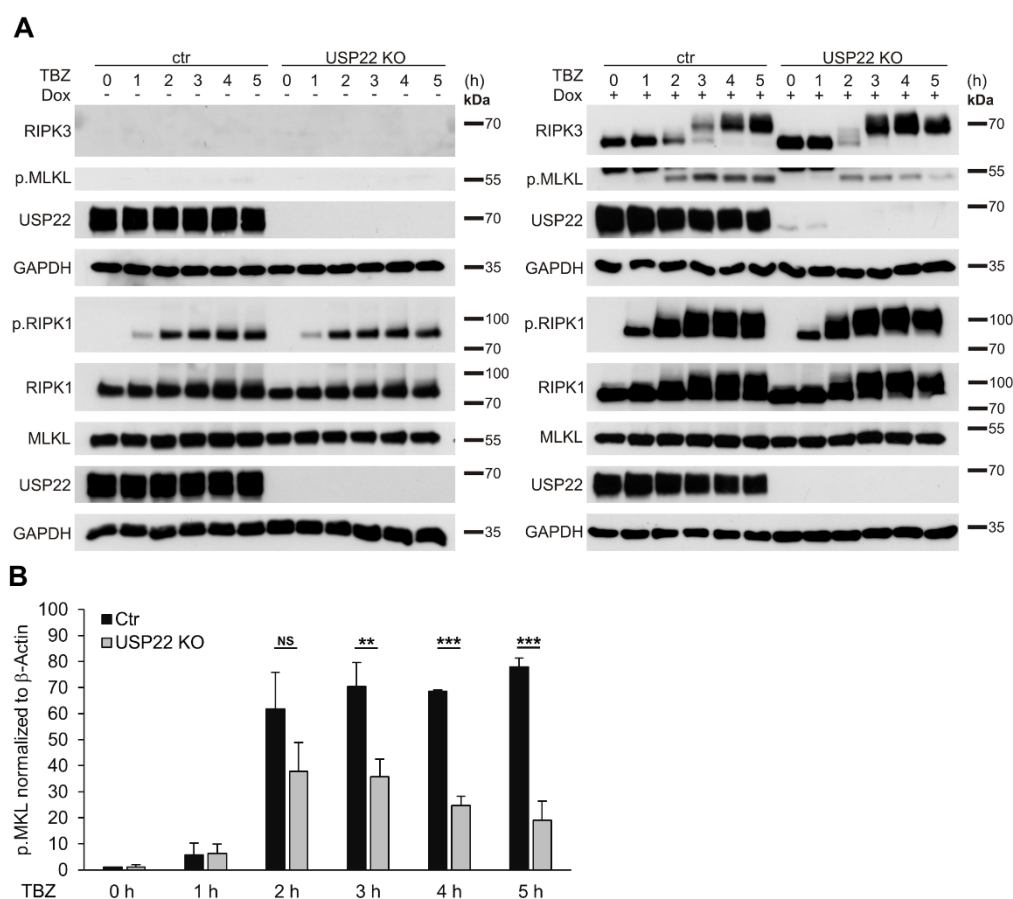 A
ctr USP22 KO
TBZ 0 1 2 3 4 5 0 1 2 3 4 5 (h)
Dox - - - - - - - - - - - - kDa
RIPK3 70
p.MLKL 55
USP22 70
GAPDH 35
p.RIPK1 100
70
RIPK1 100
70
MLKL 55
USP22 70
GAPDH 35
ctr USP22 KO
TBZ 0 1 2 3 4 5 0 1 2 3 4 5 (h)
Dox + + + + + + + + + + + + kDa
RIPK3 70
p.MLKL 55
USP22 70
GAPDH 35
p.RIPK1 100
70
RIPK1 100
70
MLKL 55
USP22 70
GAPDH 35
B
p.MKL normalized to β-Actin
100
90
80
70
60
50
40
30
20
10
0
Ctr
USP22 KO
NS ** *** ***
TBZ 0 h 1 h 2 h 3 h 4 h 5 h